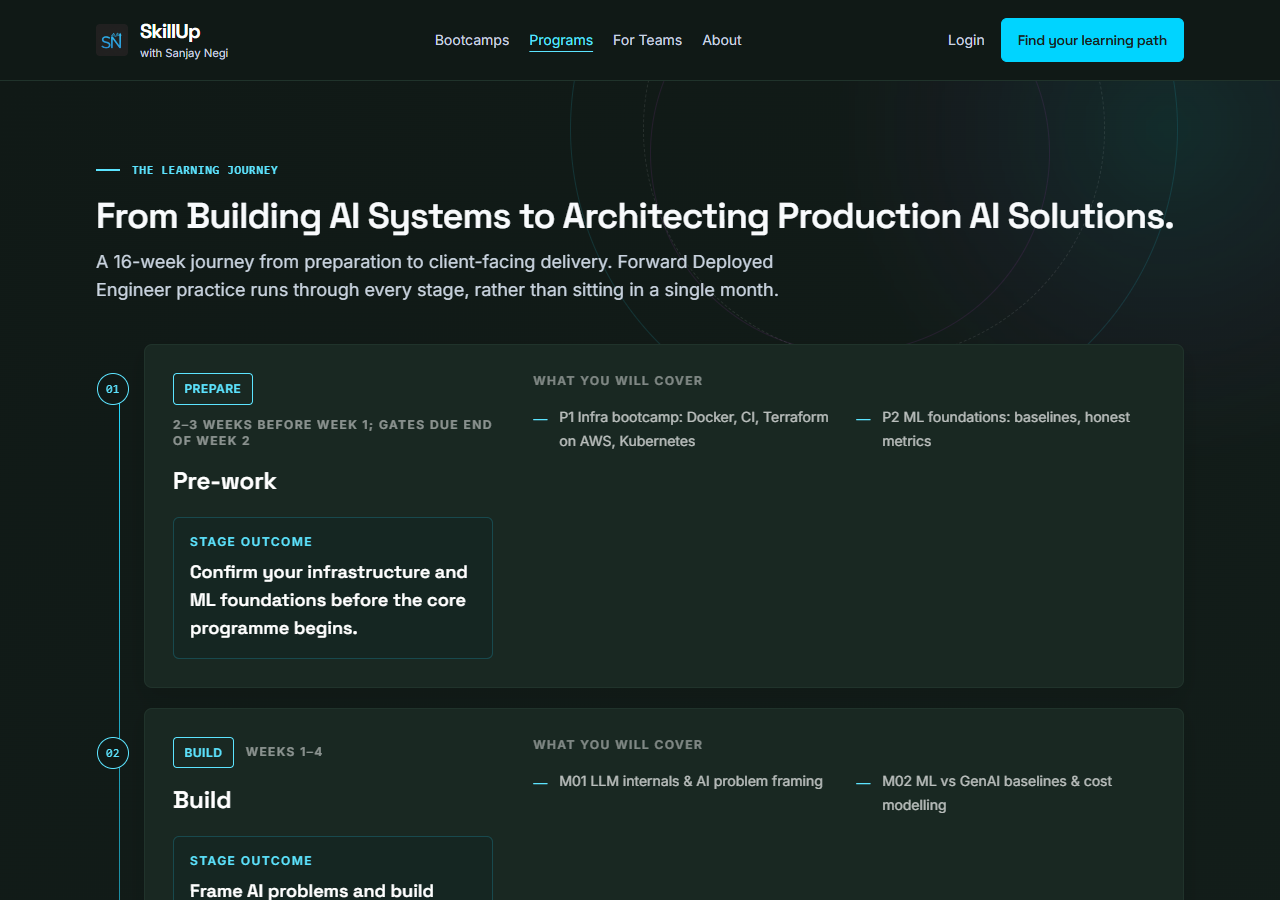 SN
SkillUp
with Sanjay Negi
Bootcamps
Programs
For Teams
About
Login
Find your learning path
THE LEARNING JOURNEY
From Building AI Systems to Architecting Production AI Solutions.
A 16-week journey from preparation to client-facing delivery. Forward Deployed
Engineer practice runs through every stage, rather than sitting in a single month.
01
PREPARE
2–3 WEEKS BEFORE WEEK 1; GATES DUE END
OF WEEK 2
Pre-work
STAGE OUTCOME
Confirm your infrastructure and
ML foundations before the core
programme begins.
WHAT YOU WILL COVER
— P1 Infra bootcamp: Docker, CI, Terraform
on AWS, Kubernetes
— P2 ML foundations: baselines, honest
metrics
02
BUILD
WEEKS 1–4
Build
STAGE OUTCOME
Frame AI problems and build
WHAT YOU WILL COVER
— M01 LLM internals & AI problem framing
— M02 ML vs GenAI baselines & cost
modelling